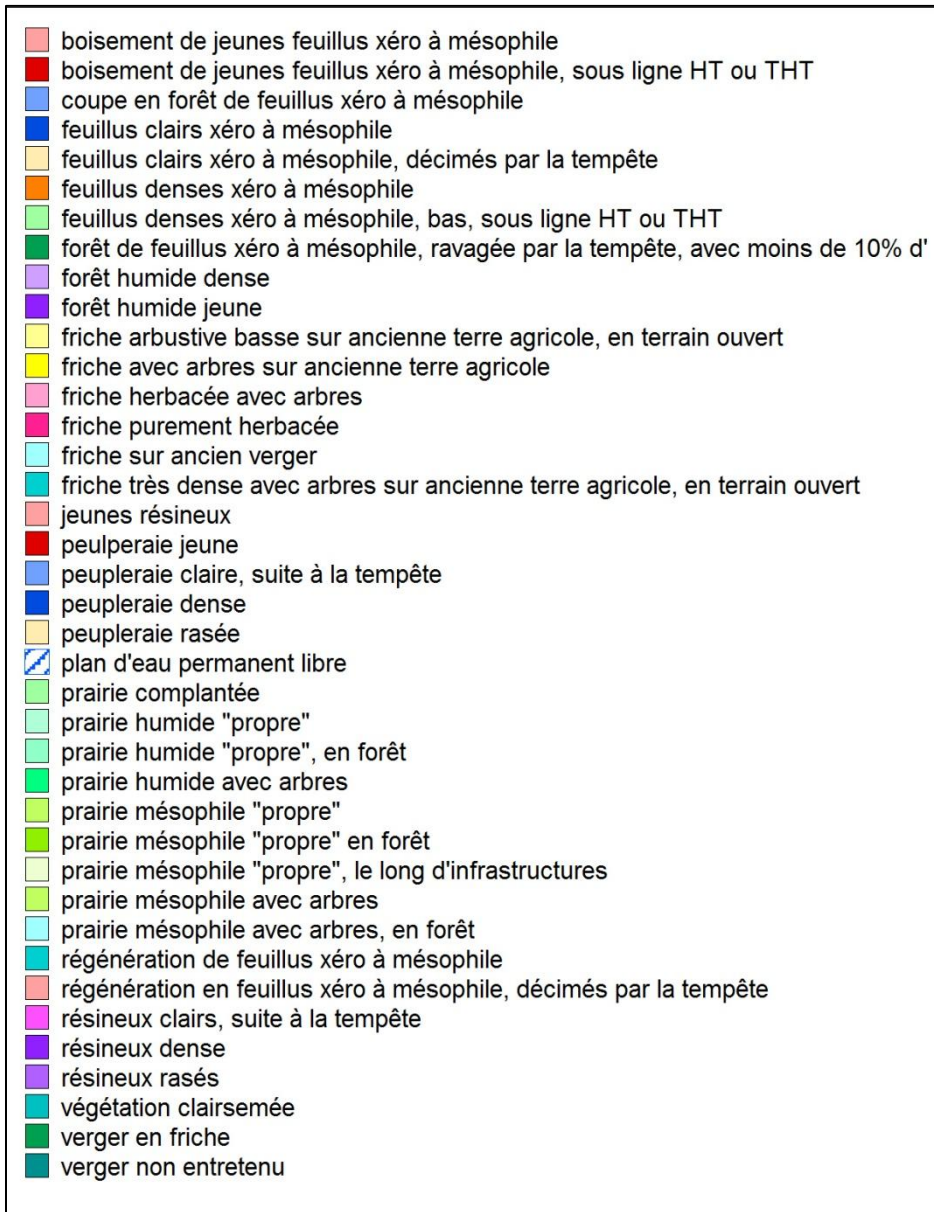 boisement de jeunes feuillus xéro à mésophile
boisement de jeunes feuillus xéro à mésophile, sous ligne HT ou THT
coupe en forêt de feuillus xéro à mésophile
feuillus clairs xéro à mésophile
feuillus clairs xéro à mésophile, décimés par la tempête
feuillus denses xéro à mésophile
feuillus denses xéro à mésophile, bas, sous ligne HT ou THT
forêt de feuillus xéro à mésophile, ravagée par la tempête, avec moins de 10% d'
forêt humide dense
forêt humide jeune
friche arbustive basse sur ancienne terre agricole, en terrain ouvert
friche avec arbres sur ancienne terre agricole
friche herbacée avec arbres
friche purement herbacée
friche sur ancien verger
friche très dense avec arbres sur ancienne terre agricole, en terrain ouvert
jeunes résineux
peulperaie jeune
peupleraie claire, suite à la tempête
peupleraie dense
peupleraie rasée
plan d'eau permanent libre
prairie complantée
prairie humide "propre"
prairie humide "propre", en forêt
prairie humide avec arbres
prairie mésophile "propre"
prairie mésophile "propre" en forêt
prairie mésophile "propre", le long d'infrastructures
prairie mésophile avec arbres
prairie mésophile avec arbres, en forêt
régénération de feuillus xéro à mésophile
régénération en feuillus xéro à mésophile, décimés par la tempête
résineux clairs, suite à la tempête
résineux dense
résineux rasés
végétation clairsemée
verger en friche
verger non entretenu